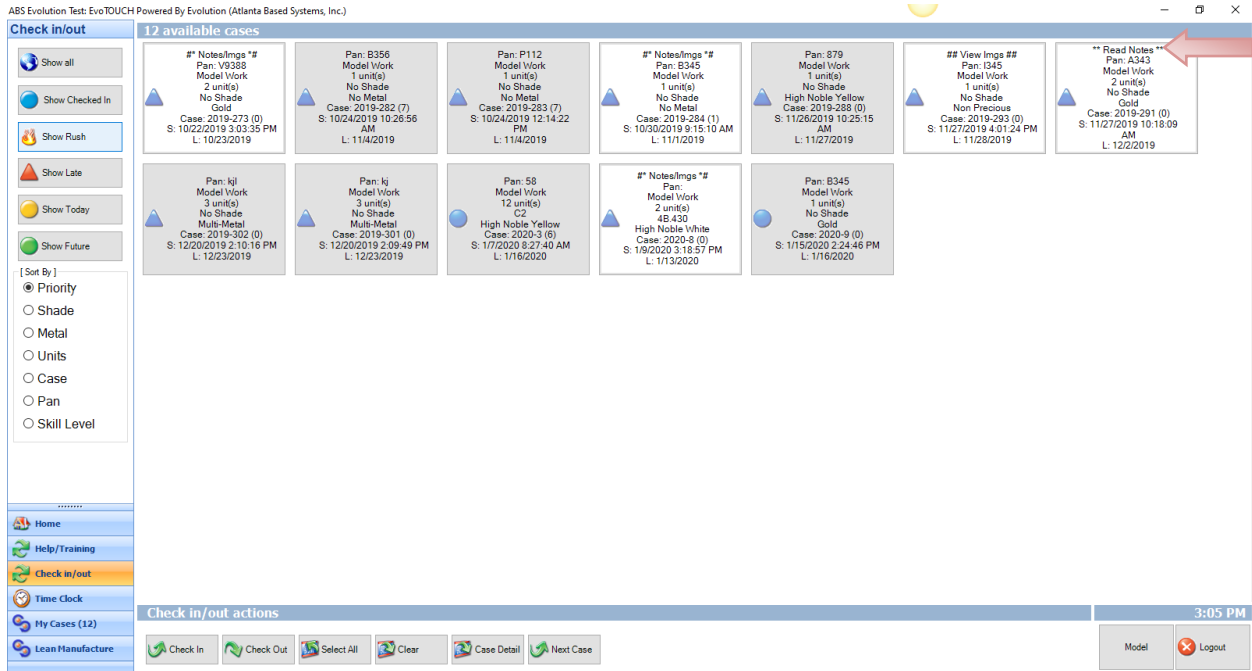 ABS Evolution Test: EvoTOUCH Powered By Evolution (Atlanta Based Systems, Inc.)
Check in/out
Show all
Show Checked In
Show Rush
Show Late
Show Today
Show Future
[ Sort By ]
Priority
Shade
Metal
Units
Case
Pan
Skill Level
Home
Help/Training
Check in/out
Time Clock
My Cases (12)
Lean Manufacture
12 available cases
#* Notes/Imgs *#
Pan: V9388
Model Work
2 unit(s)
No Shade
Gold
Case: 2019-273 (0)
S: 10/22/2019 3:03:35 PM
L: 10/23/2019
Pan: B356
Model Work
1 unit(s)
No Shade
No Metal
Case: 2019-282 (7)
S: 10/24/2019 10:26:56
AM
L: 11/4/2019
Pan: P112
Model Work
1 unit(s)
No Shade
No Metal
Case: 2019-283 (7)
S: 10/24/2019 12:14:22
PM
L: 11/4/2019
#* Notes/Imgs *#
Pan: B345
Model Work
1 unit(s)
No Shade
No Metal
Case: 2019-284 (1)
S: 10/30/2019 9:15:10 AM
L: 11/1/2019
Pan: 879
Model Work
1 unit(s)
No Shade
High Noble Yellow
Case: 2019-288 (0)
S: 11/26/2019 10:25:15
AM
L: 11/27/2019
## View Imgs ##
Pan: I345
Model Work
1 unit(s)
No Shade
Non Precious
Case: 2019-293 (0)
S: 11/27/2019 4:01:24 PM
L: 11/28/2019
** Read Notes **
Pan: A343
Model Work
2 unit(s)
No Shade
Gold
Case: 2019-291 (0)
S: 11/27/2019 10:18:09
AM
L: 12/2/2019
Pan: kjl
Model Work
3 unit(s)
No Shade
Multi-Metal
Case: 2019-302 (0)
S: 12/20/2019 2:10:16 PM
L: 12/23/2019
Pan: kj
Model Work
3 unit(s)
No Shade
Multi-Metal
Case: 2019-301 (0)
S: 12/20/2019 2:09:49 PM
L: 12/23/2019
Pan: 58
Model Work
12 unit(s)
C2
High Noble Yellow
Case: 2020-3 (6)
S: 1/7/2020 8:27:40 AM
L: 1/16/2020
#* Notes/Imgs *#
Pan:
Model Work
2 unit(s)
4B.430
High Noble White
Case: 2020-8 (0)
S: 1/9/2020 3:18:57 PM
L: 1/13/2020
Pan: B345
Model Work
1 unit(s)
No Shade
Gold
Case: 2020-9 (0)
S: 1/15/2020 2:24:46 PM
L: 1/16/2020
Check in/out actions
3:05 PM
Check In
Check Out
Select All
Clear
Case Detail
Next Case
Model
Logout